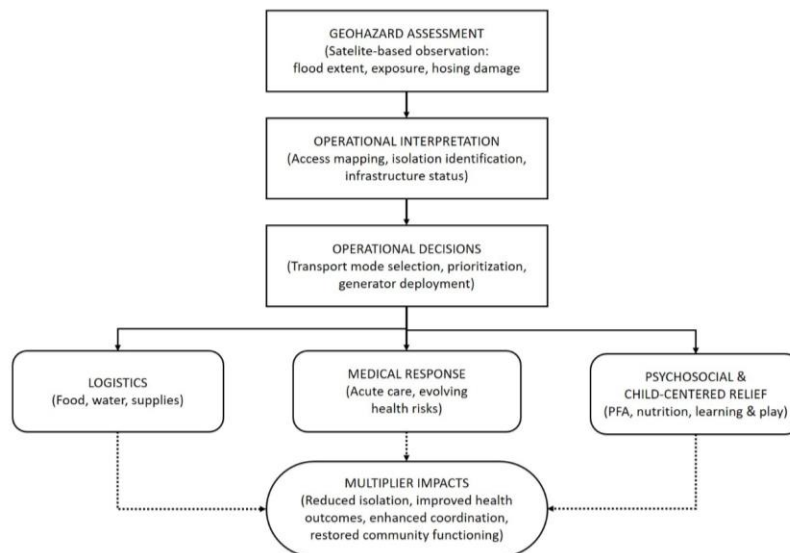 GEOHAZARD ASSESSMENT
(Satelite-based observation:
flood extent, exposure, hosing damage
OPERATIONAL INTERPRETATION
(Access mapping, isolation identification,
infrastructure status)
OPERATIONAL DECISIONS
(Transport mode selection, prioritization,
generator deployment)
LOGISTICS
(Food, water, supplies)
MEDICAL RESPONSE
(Acute care, evolving
health risks)
PSYCHOSOCIAL &
CHILD-CENTERED RELIEF
(PFA, nutrition, learning & play)
MULTIPLIER IMPACTS
(Reduced isolation, improved health
outcomes, enhanced coordination,
restored community functioning)